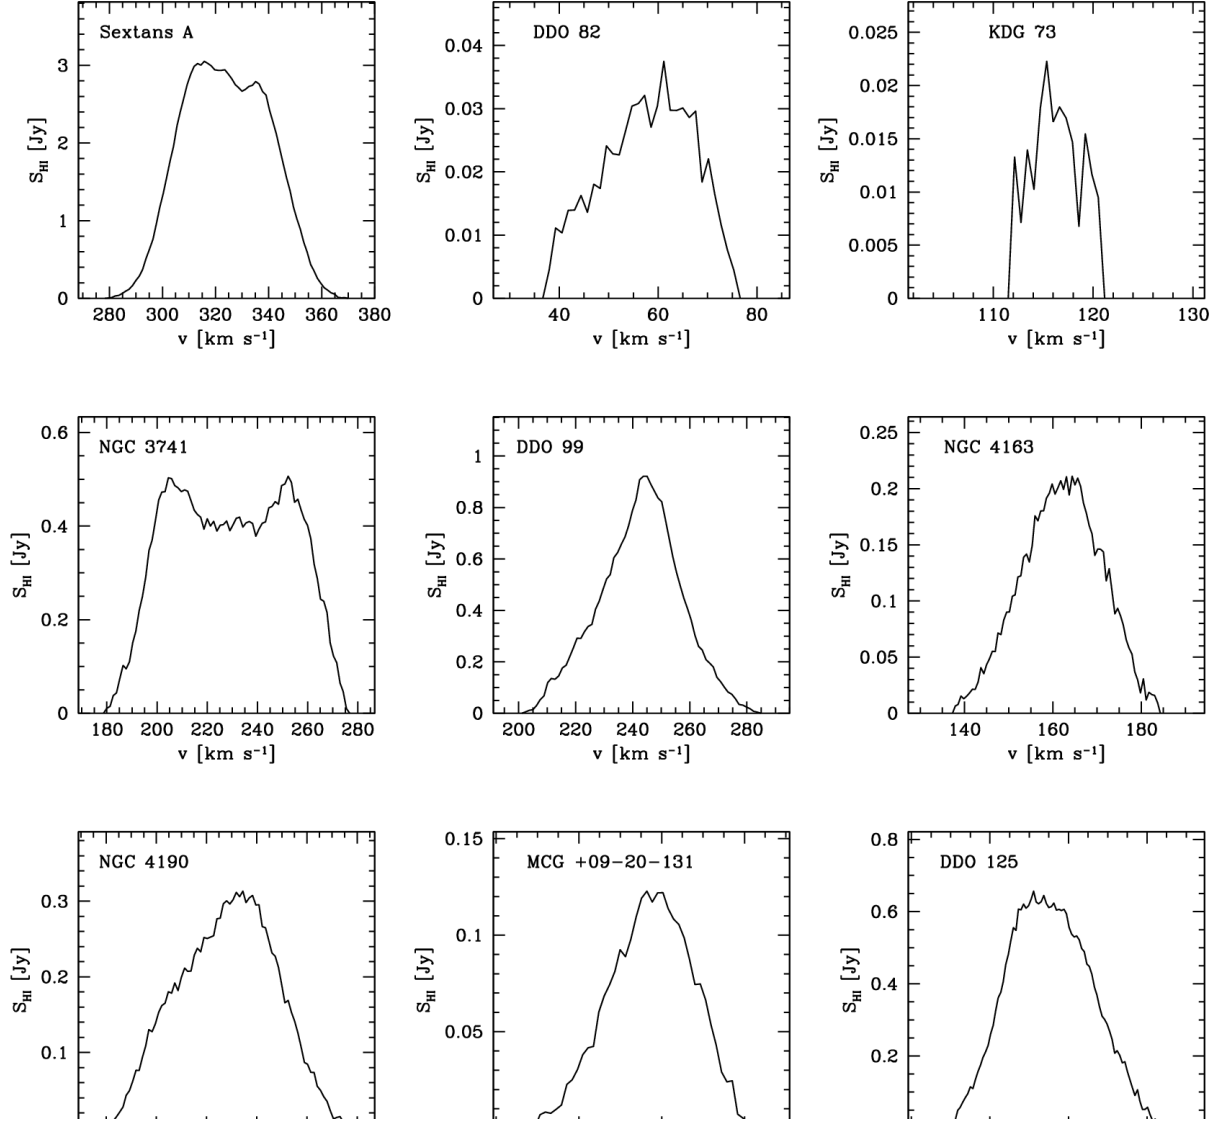 Sextans A
3
2
1
0
S_HI [Jy]
280 300 320 340 360 380
v [km s⁻¹]
DDO 82
0.04
0.03
0.02
0.01
0
S_HI [Jy]
40 60 80
v [km s⁻¹]
KDG 73
0.025
0.02
0.015
0.01
0.005
0
S_HI [Jy]
110 120 130
v [km s⁻¹]
NGC 3741
0.6
0.4
0.2
0
S_HI [Jy]
180 200 220 240 260 280
v [km s⁻¹]
DDO 99
1
0.8
0.6
0.4
0.2
0
S_HI [Jy]
200 220 240 260 280
v [km s⁻¹]
NGC 4163
0.25
0.2
0.15
0.1
0.05
0
S_HI [Jy]
140 160 180
v [km s⁻¹]
NGC 4190
0.3
0.2
0.1
S_HI [Jy]
MCG +09-20-131
0.15
0.1
0.05
S_HI [Jy]
DDO 125
0.8
0.6
0.4
0.2
S_HI [Jy]